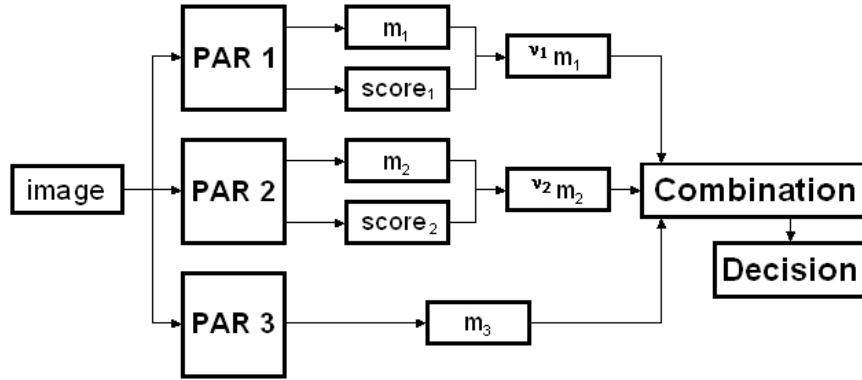 PAR 1
m₁
score₁
ν₁ m₁
image
PAR 2
m₂
score₂
ν₂ m₂
Combination
Decision
PAR 3
m₃